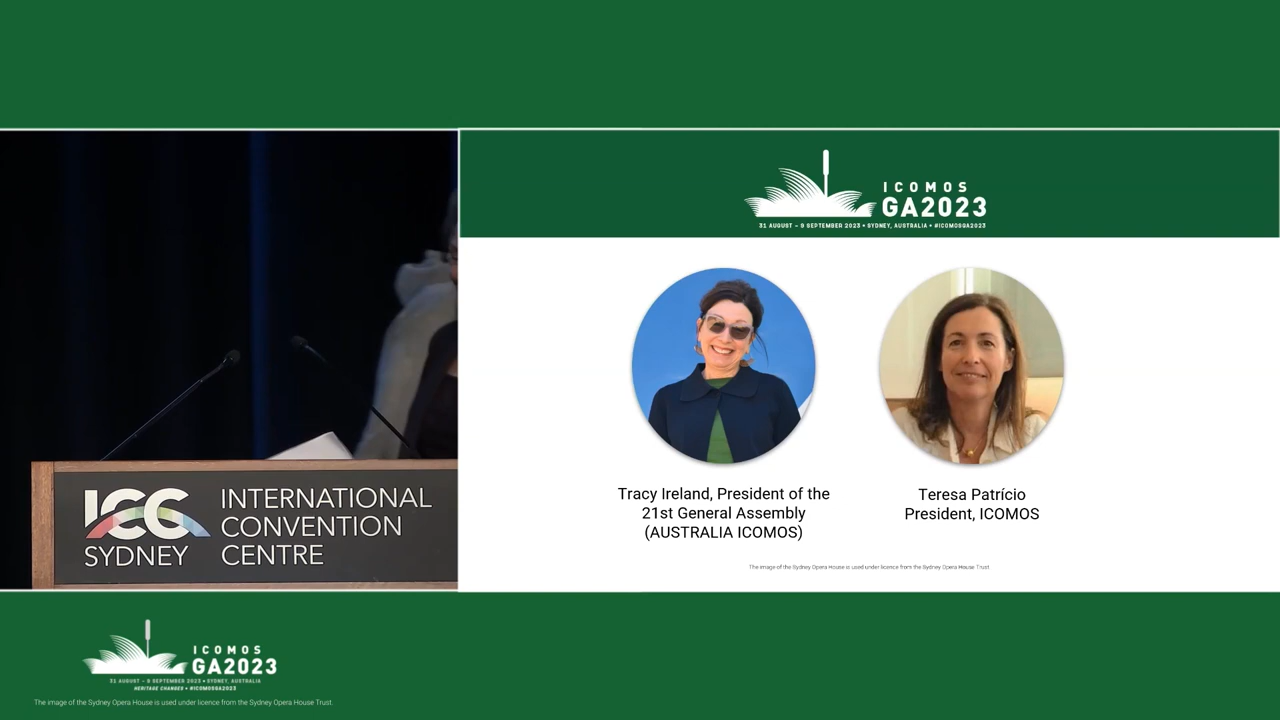 ICC
SYDNEY
INTERNATIONAL
CONVENTION
CENTRE
ICOMOS
GA2023
31 AUGUST – 9 SEPTEMBER 2023 • SYDNEY, AUSTRALIA • #ICOMOSGA2023
Tracy Ireland, President of the
21st General Assembly
(AUSTRALIA ICOMOS)
Teresa Patrício
President, ICOMOS
The image of the Sydney Opera House is used under licence from the Sydney Opera House Trust
ICOMOS
GA2023
31 AUGUST – 9 SEPTEMBER 2023 • SYDNEY, AUSTRALIA
HERITAGE CHANGES • #ICOMOSGA2023
The image of the Sydney Opera House is used under licence from the Sydney Opera House Trust.